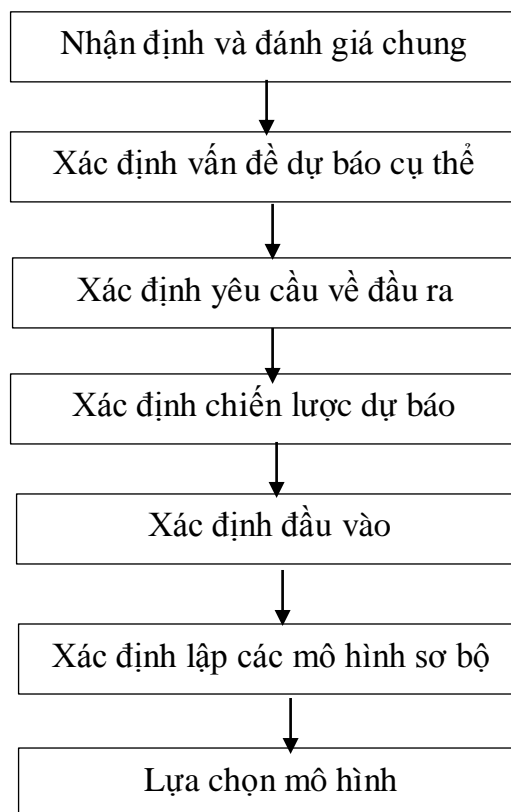 Nhận định và đánh giá chung
Xác định vấn đề dự báo cụ thể
Xác định yêu cầu về đầu ra
Xác định chiến lược dự báo
Xác định đầu vào
Xác định lập các mô hình sơ bộ
Lựa chọn mô hình